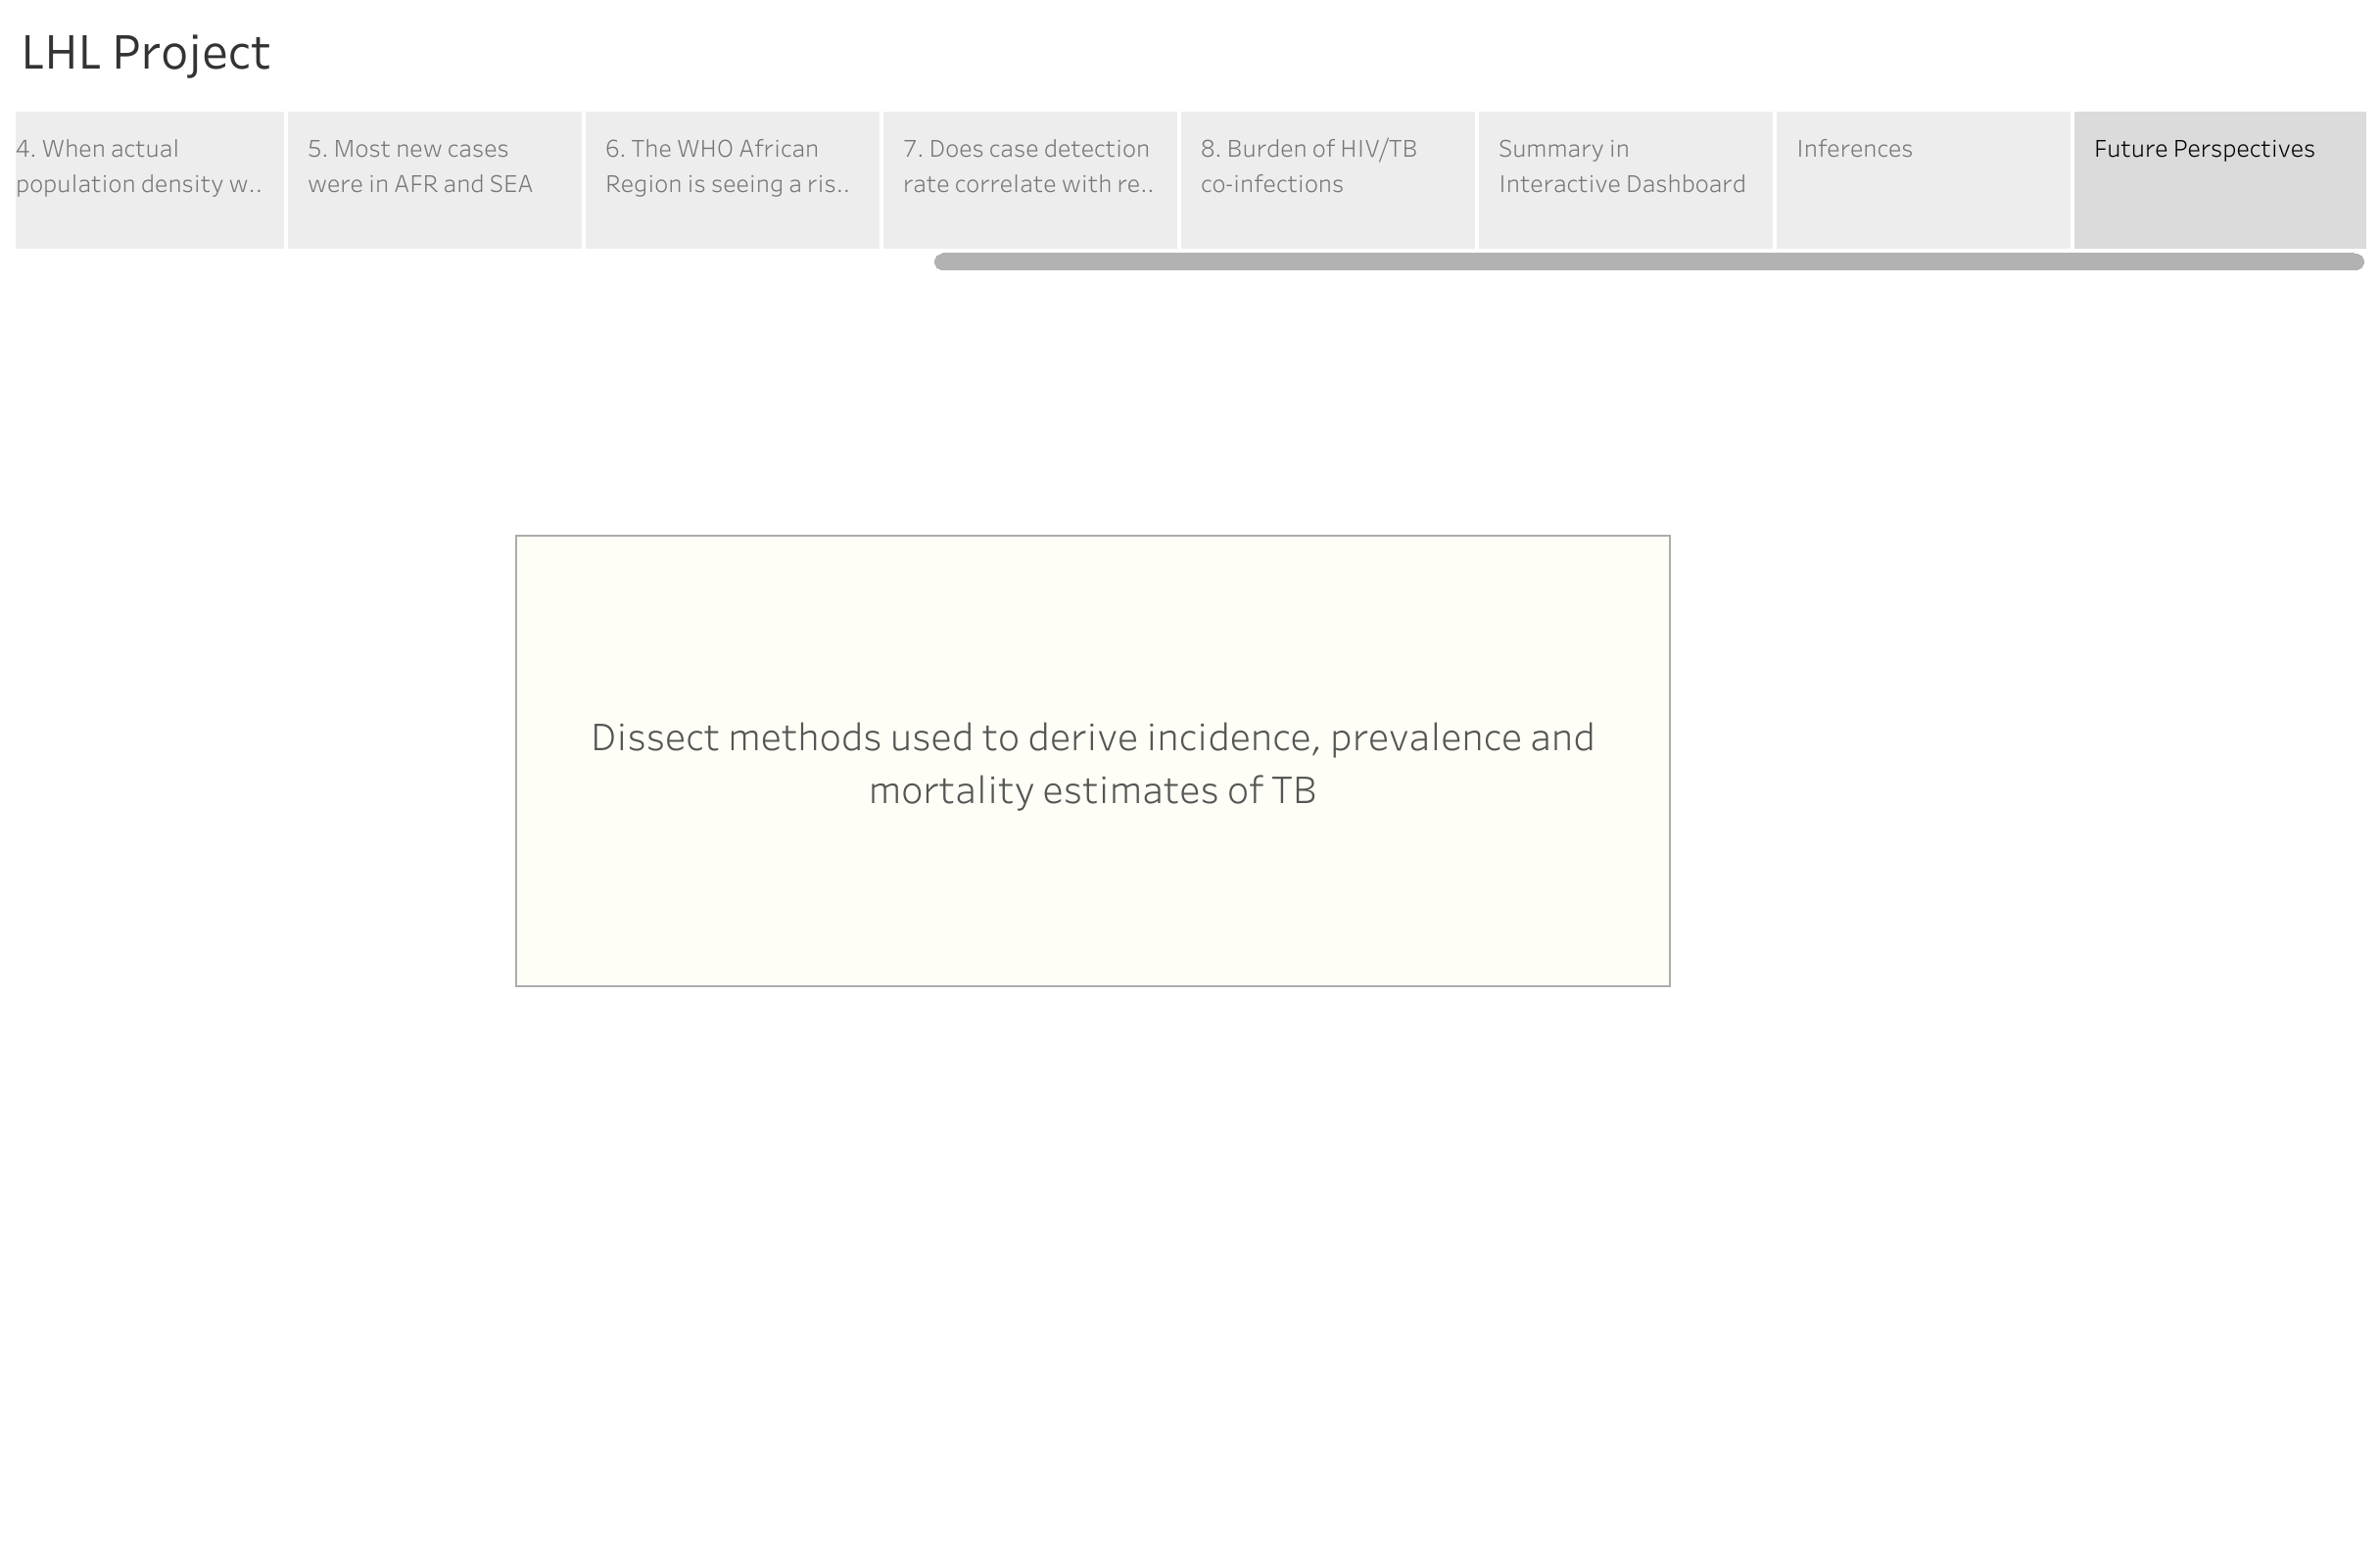 LHL Project
4. When actual
population density w..
5. Most new cases
were in AFR and SEA
6. The WHO African
Region is seeing a ris..
7. Does case detection
rate correlate with re..
8. Burden of HIV/TB
co-infections
Summary in
Interactive Dashboard
Inferences
Future Perspectives
Dissect methods used to derive incidence, prevalence and
mortality estimates of TB